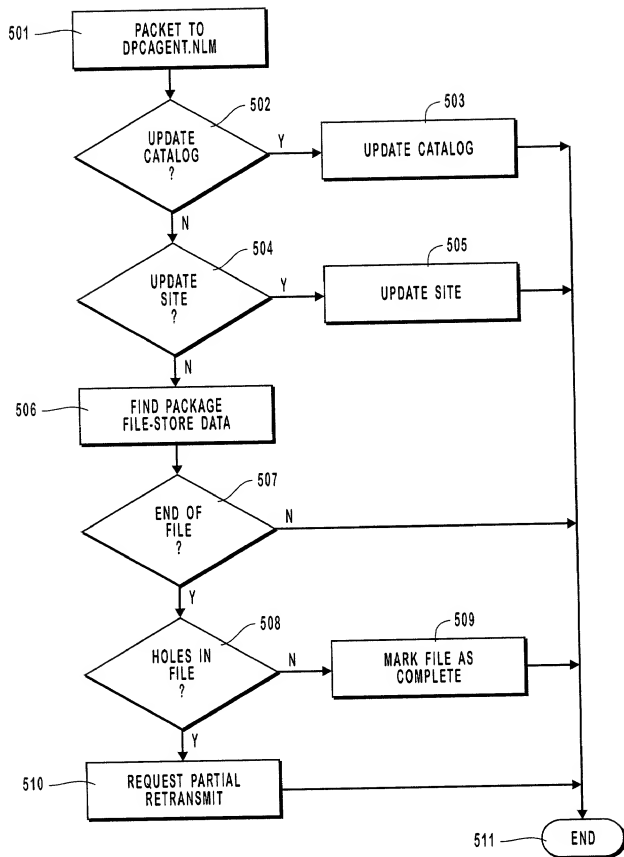 501
PACKET TO
DPCAGENT.NLM
502
UPDATE
CATALOG
?
Y
503
UPDATE CATALOG
N
504
UPDATE
SITE
?
Y
505
UPDATE SITE
N
506
FIND PACKAGE
FILE-STORE DATA
507
END OF
FILE
?
N
Y
508
HOLES IN
FILE
?
N
509
MARK FILE AS
COMPLETE
Y
510
REQUEST PARTIAL
RETRANSMIT
511
END